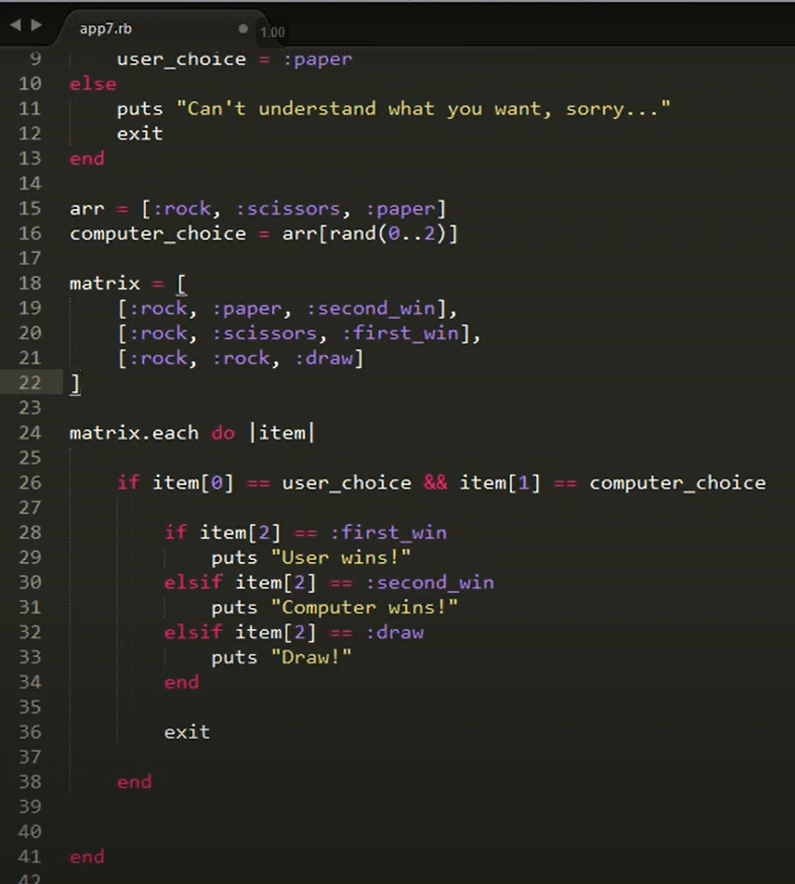 app7.rb
1.00
9 user_choice = :paper
10 else
11 puts "Can't understand what you want, sorry..."
12 exit
13 end
14
15 arr = [:rock, :scissors, :paper]
16 computer_choice = arr[rand(0..2)]
17
18 matrix = [
19 [:rock, :paper, :second_win],
20 [:rock, :scissors, :first_win],
21 [:rock, :rock, :draw]
22 ]
23
24 matrix.each do |item|
25
26 if item[0] == user_choice && item[1] == computer_choice
27
28 if item[2] == :first_win
29 puts "User wins!"
30 elsif item[2] == :second_win
31 puts "Computer wins!"
32 elsif item[2] == :draw
33 puts "Draw!"
34 end
35
36 exit
37
38 end
39
40
41 end
42